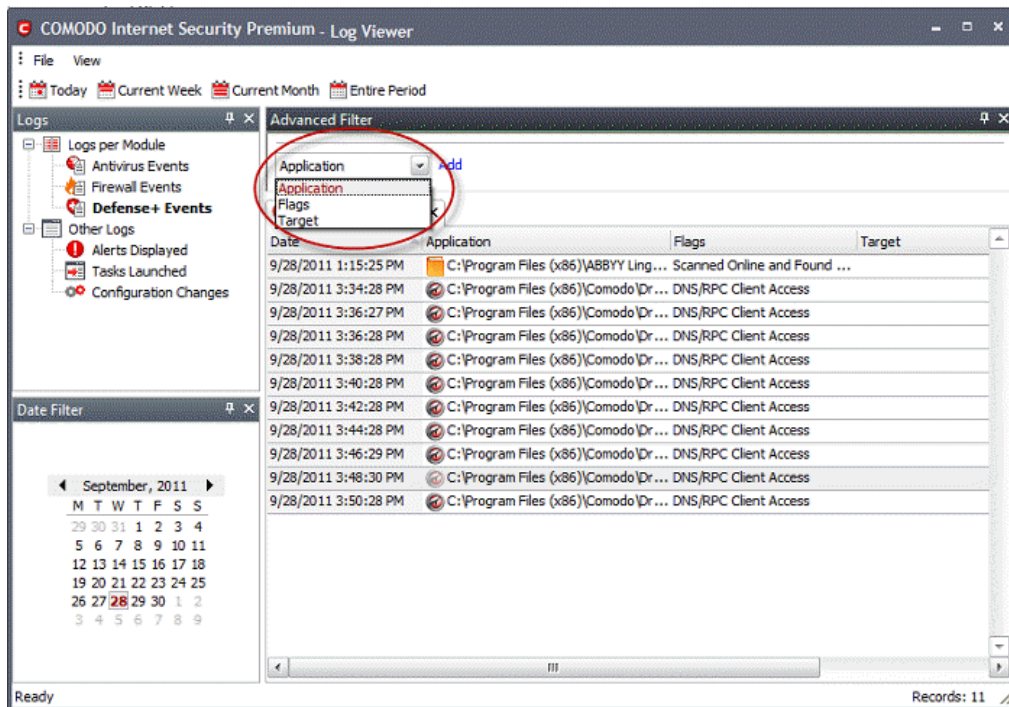 COMODO Internet Security Premium - Log Viewer
File View
Today Current Week Current Month Entire Period
Logs
Logs per Module
Antivirus Events
Firewall Events
Defense+ Events
Other Logs
Alerts Displayed
Tasks Launched
Configuration Changes
Date Filter
September, 2011
M T W T F S S
29 30 31 1 2 3 4
5 6 7 8 9 10 11
12 13 14 15 16 17 18
19 20 21 22 23 24 25
26 27 28 29 30 1 2
3 4 5 6 7 8 9
Advanced Filter
Application Add
Application
Flags
Target
Date Application Flags Target
9/28/2011 1:15:25 PM C:\Program Files (x86)\ABBYY Ling... Scanned Online and Found ...
9/28/2011 3:34:28 PM C:\Program Files (x86)\Comodo\Dr... DNS/RPC Client Access
9/28/2011 3:36:27 PM C:\Program Files (x86)\Comodo\Dr... DNS/RPC Client Access
9/28/2011 3:36:28 PM C:\Program Files (x86)\Comodo\Dr... DNS/RPC Client Access
9/28/2011 3:38:28 PM C:\Program Files (x86)\Comodo\Dr... DNS/RPC Client Access
9/28/2011 3:40:28 PM C:\Program Files (x86)\Comodo\Dr... DNS/RPC Client Access
9/28/2011 3:42:28 PM C:\Program Files (x86)\Comodo\Dr... DNS/RPC Client Access
9/28/2011 3:44:28 PM C:\Program Files (x86)\Comodo\Dr... DNS/RPC Client Access
9/28/2011 3:46:29 PM C:\Program Files (x86)\Comodo\Dr... DNS/RPC Client Access
9/28/2011 3:48:30 PM C:\Program Files (x86)\Comodo\Dr... DNS/RPC Client Access
9/28/2011 3:50:28 PM C:\Program Files (x86)\Comodo\Dr... DNS/RPC Client Access
Ready Records: 11